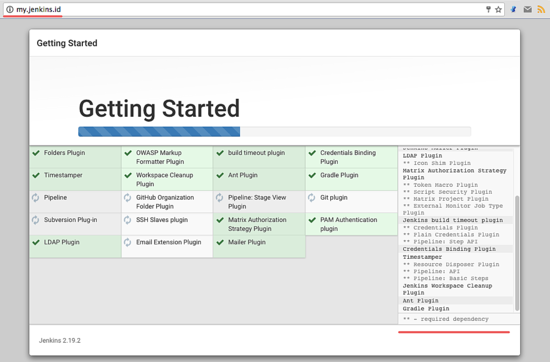 my.jenkins.id
Getting Started
Getting Started
Folders Plugin
OWASP Markup
Formatter Plugin
build timeout plugin
Credentials Binding
Plugin
Timestamper
Workspace Cleanup
Plugin
Ant Plugin
Gradle Plugin
Pipeline
GitHub Organization
Folder Plugin
Pipeline: Stage View
Plugin
Git plugin
Subversion Plug-in
SSH Slaves plugin
Matrix Authorization
Strategy Plugin
PAM Authentication
plugin
LDAP Plugin
Email Extension Plugin
Mailer Plugin
LDAP Plugin
** Icon Shim Plugin
Matrix Authorization Strategy
Plugin
** Token Macro Plugin
** Script Security Plugin
** Matrix Project Plugin
** External Monitor Job Type
Plugin
Jenkins build timeout plugin
** Credentials Plugin
** Plain Credentials Plugin
** Pipeline: Step API
Credentials Binding Plugin
Timestamper
** Resource Disposer Plugin
** Pipeline: API
** Pipeline: Basic Steps
Jenkins Workspace Cleanup
Plugin
Ant Plugin
Gradle Plugin
** - required dependency
Jenkins 2.19.2